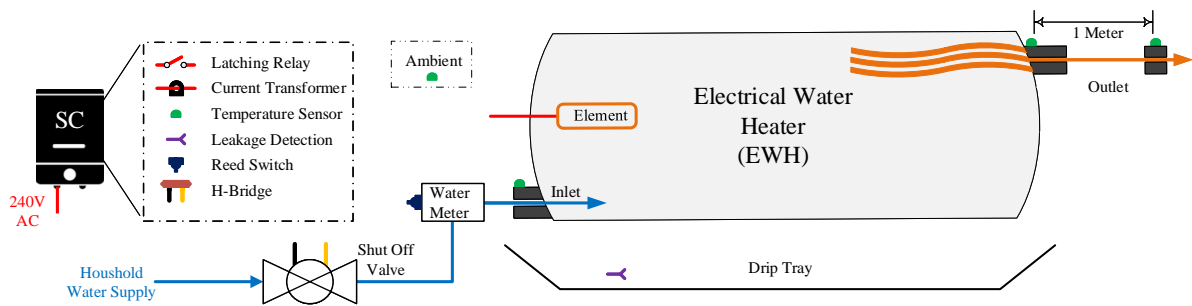 SC
240V
AC
Latching Relay
Current Transformer
Temperature Sensor
Leakage Detection
Reed Switch
H-Bridge
Ambient
Element
Electrical Water
Heater
(EWH)
1 Meter
Outlet
Inlet
Water
Meter
Shut Off
Valve
Houshold
Water Supply
Drip Tray